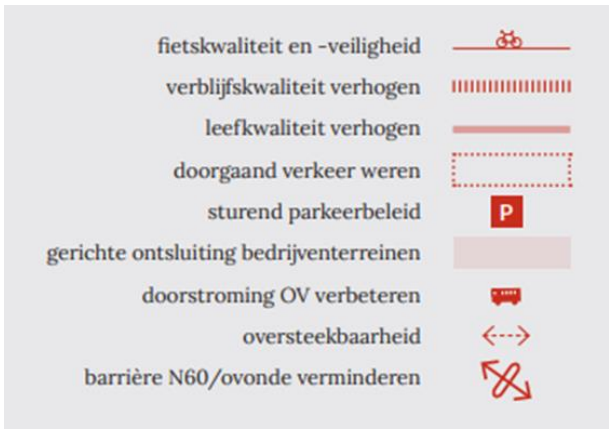 fietskwaliteit en -veiligheid
verblijfskwaliteit verhogen
leefkwaliteit verhogen
doorgaand verkeer weren
sturend parkeerbeleid P
gerichte ontsluiting bedrijventerreinen
doorstroming OV verbeteren
oversteekbaarheid
barrière N60/ovonde verminderen